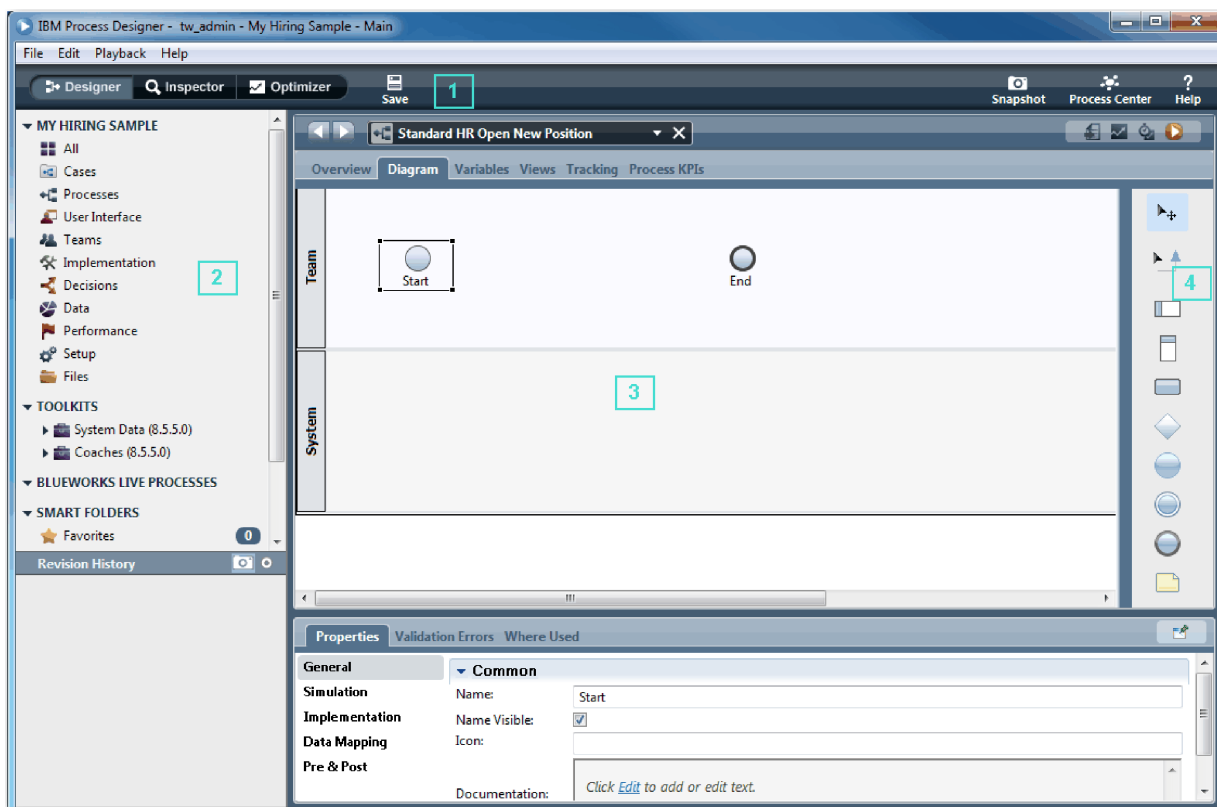 IBM Process Designer - tw_admin - My Hiring Sample - Main
File Edit Playback Help
Designer Inspector Optimizer Save 1 Snapshot Process Center Help
MY HIRING SAMPLE
All
Cases
Processes
User Interface
Teams
Implementation
2
Decisions
Data
Performance
Setup
Files
TOOLKITS
System Data (8.5.5.0)
Coaches (8.5.5.0)
BLUEWORKS LIVE PROCESSES
SMART FOLDERS
Favorites 0
Revision History
Standard HR Open New Position
Overview Diagram Variables Views Tracking Process KPIs
Team
Start
End
System
3
4
Properties Validation Errors Where Used
General
Simulation
Implementation
Data Mapping
Pre & Post
Common
Name: Start
Name Visible:
Icon:
Documentation: Click Edit to add or edit text.